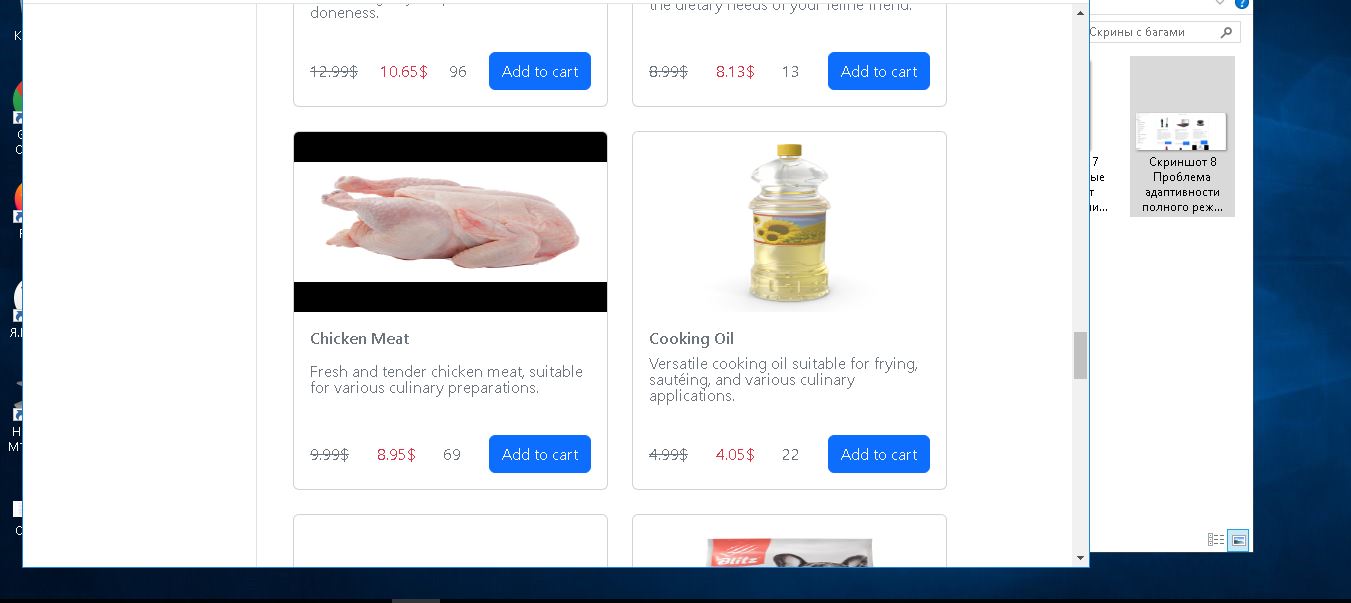 doneness.
the dietary needs of your feline friend.
12.99$ 10.65$ 96 Add to cart
8.99$ 8.13$ 13 Add to cart
Chicken Meat
Fresh and tender chicken meat, suitable
for various culinary preparations.
9.99$ 8.95$ 69 Add to cart
Cooking Oil
Versatile cooking oil suitable for frying,
sautéing, and various culinary
applications.
4.99$ 4.05$ 22 Add to cart
Blitz
Скрины с багами
7
Скриншот 8
Проблема
адаптивности
полного реж...